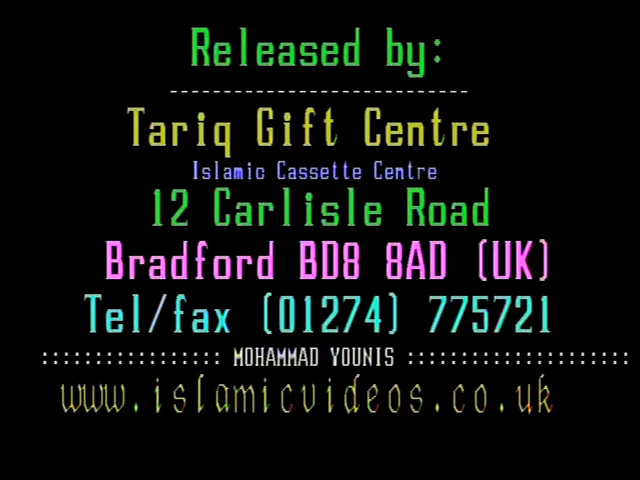 Released by:
---------------------------
Tariq Gift Centre
Islamic Cassette Centre
12 Carlisle Road
Bradford BD8 8AD (UK)
Tel/fax (01274) 775721
::::::::::::::::: MOHAMMAD YOUNIS :::::::::::::::::::::
www.islamicvideos.co.uk